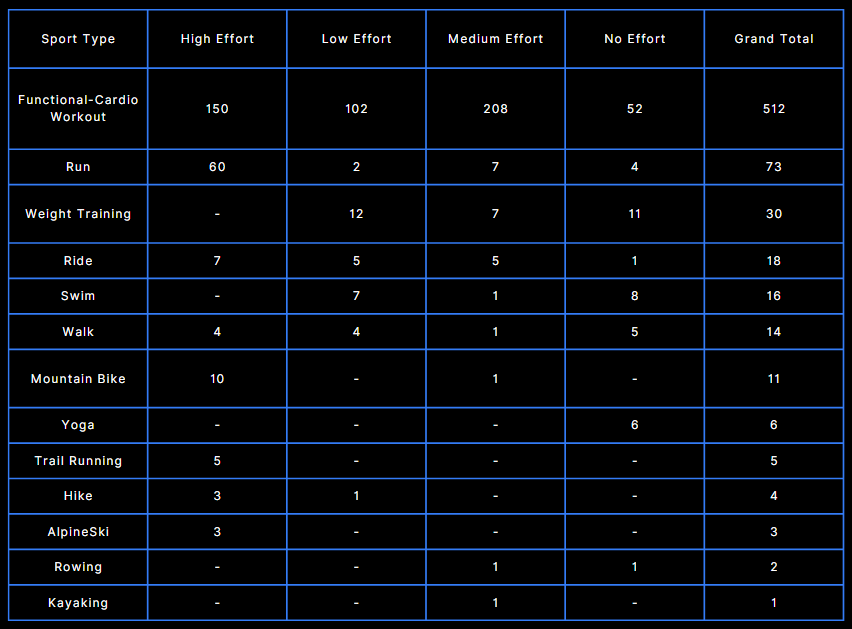 Sport Type High Effort Low Effort Medium Effort No Effort Grand Total
Functional-Cardio
Workout 150 102 208 52 512
Run 60 2 7 4 73
Weight Training - 12 7 11 30
Ride 7 5 5 1 18
Swim - 7 1 8 16
Walk 4 4 1 5 14
Mountain Bike 10 - 1 - 11
Yoga - - - 6 6
Trail Running 5 - - - 5
Hike 3 1 - - 4
AlpineSki 3 - - - 3
Rowing - - 1 1 2
Kayaking - - 1 - 1